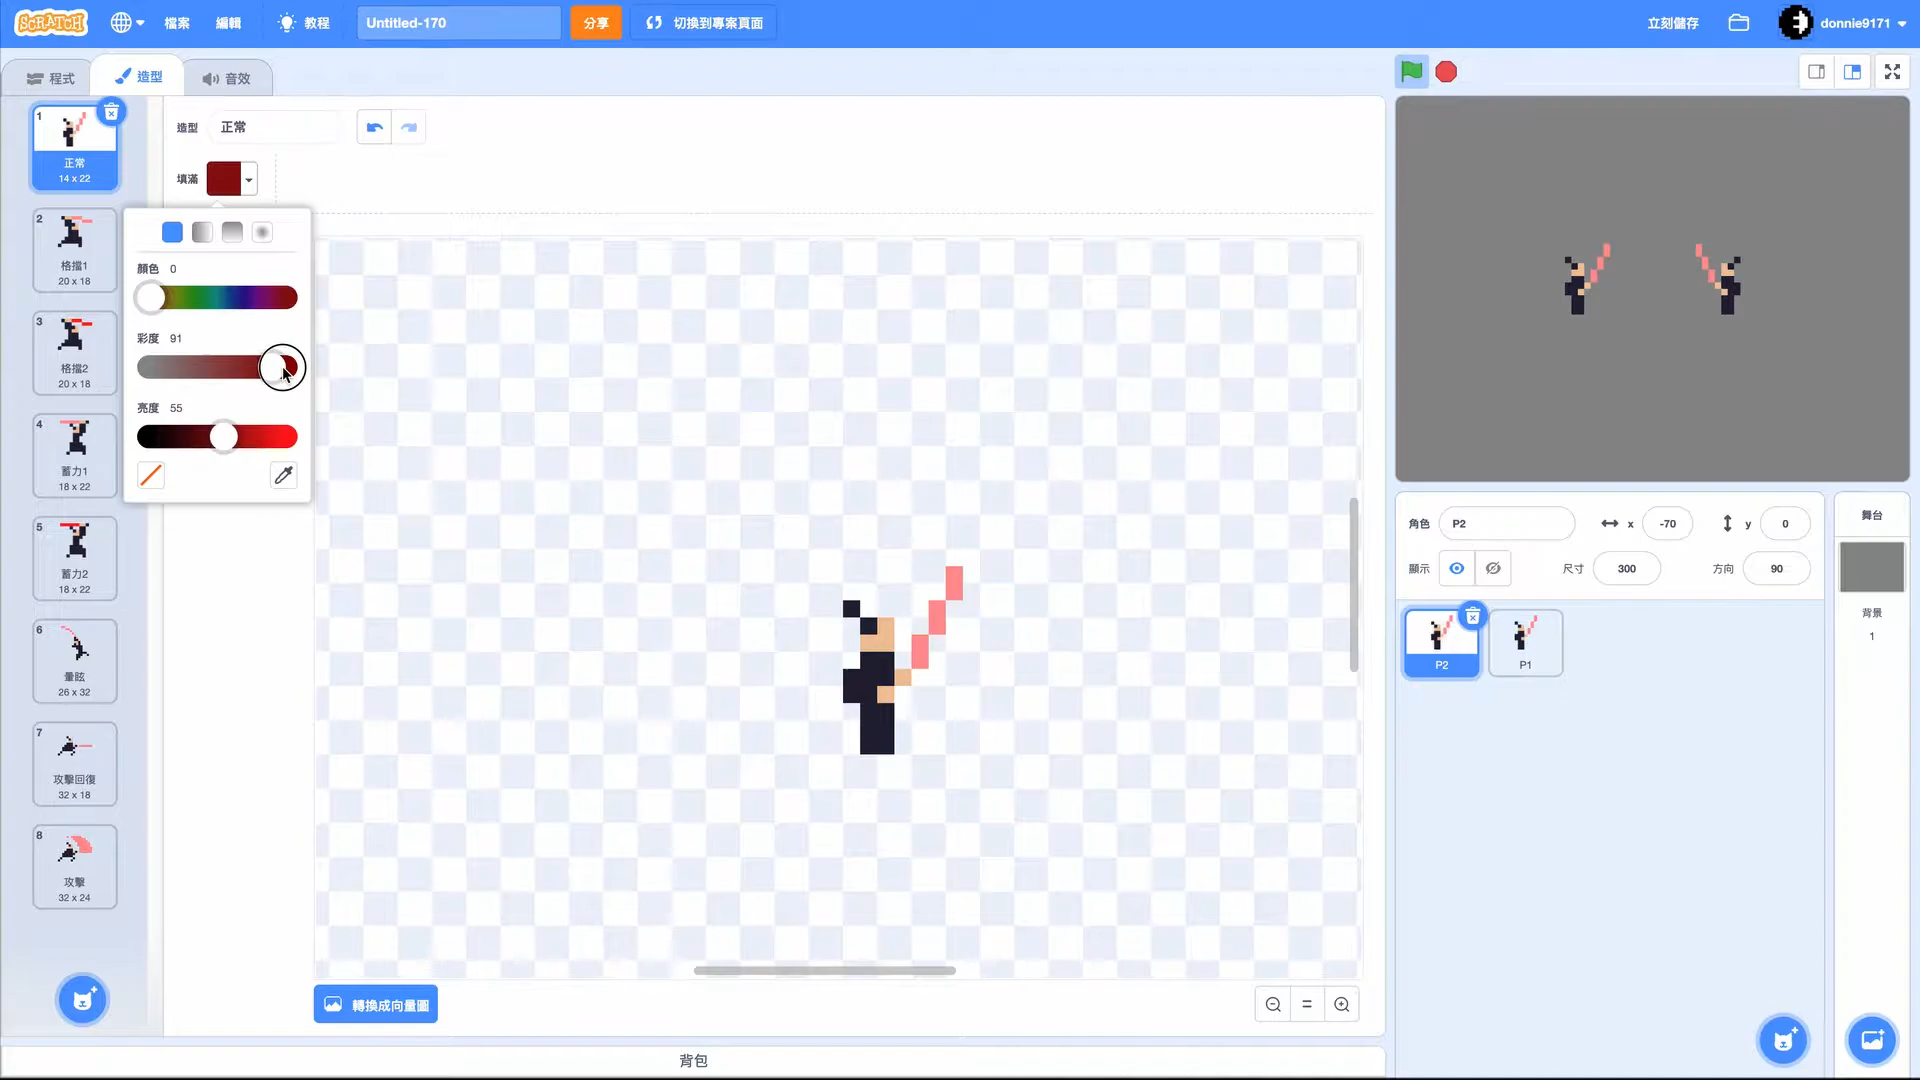 SCRATCH
檔案
編輯
教程
Untitled-170
分享
切換到專案頁面
立刻儲存
donnie9171
程式
造型
音效
1
正常
14 x 22
2
格擋1
20 x 18
3
格擋2
20 x 18
4
蓄力1
18 x 22
5
蓄力2
18 x 22
6
暈眩
26 x 32
7
攻擊回復
32 x 18
8
攻擊
32 x 24
造型
正常
填滿
顏色 0
彩度 91
亮度 55
轉換成向量圖
背包
角色
P2
x
-70
y
0
顯示
尺寸
300
方向
90
P2
P1
舞台
背景
1